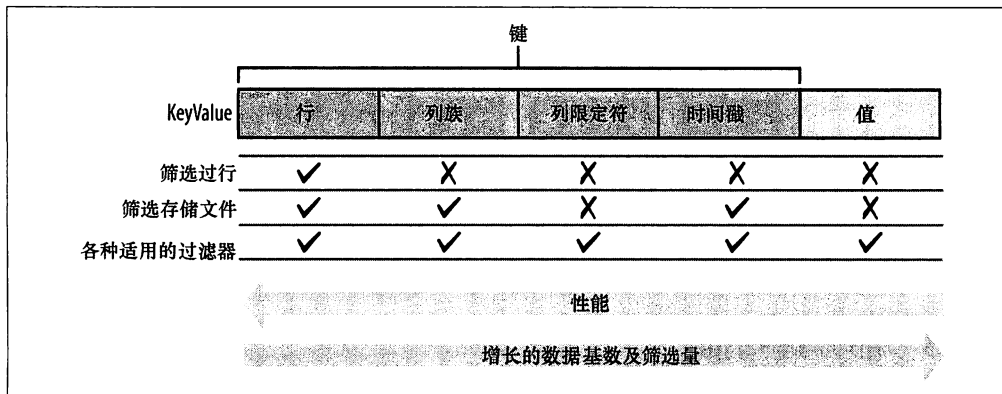 键
KeyValue 行 列族 列限定符 时间戳 值
筛选过行 ✓ ✗ ✗ ✗ ✗
筛选存储文件 ✓ ✓ ✗ ✓ ✗
各种适用的过滤器 ✓ ✓ ✓ ✓ ✓
性能
增长的数据基数及筛选量